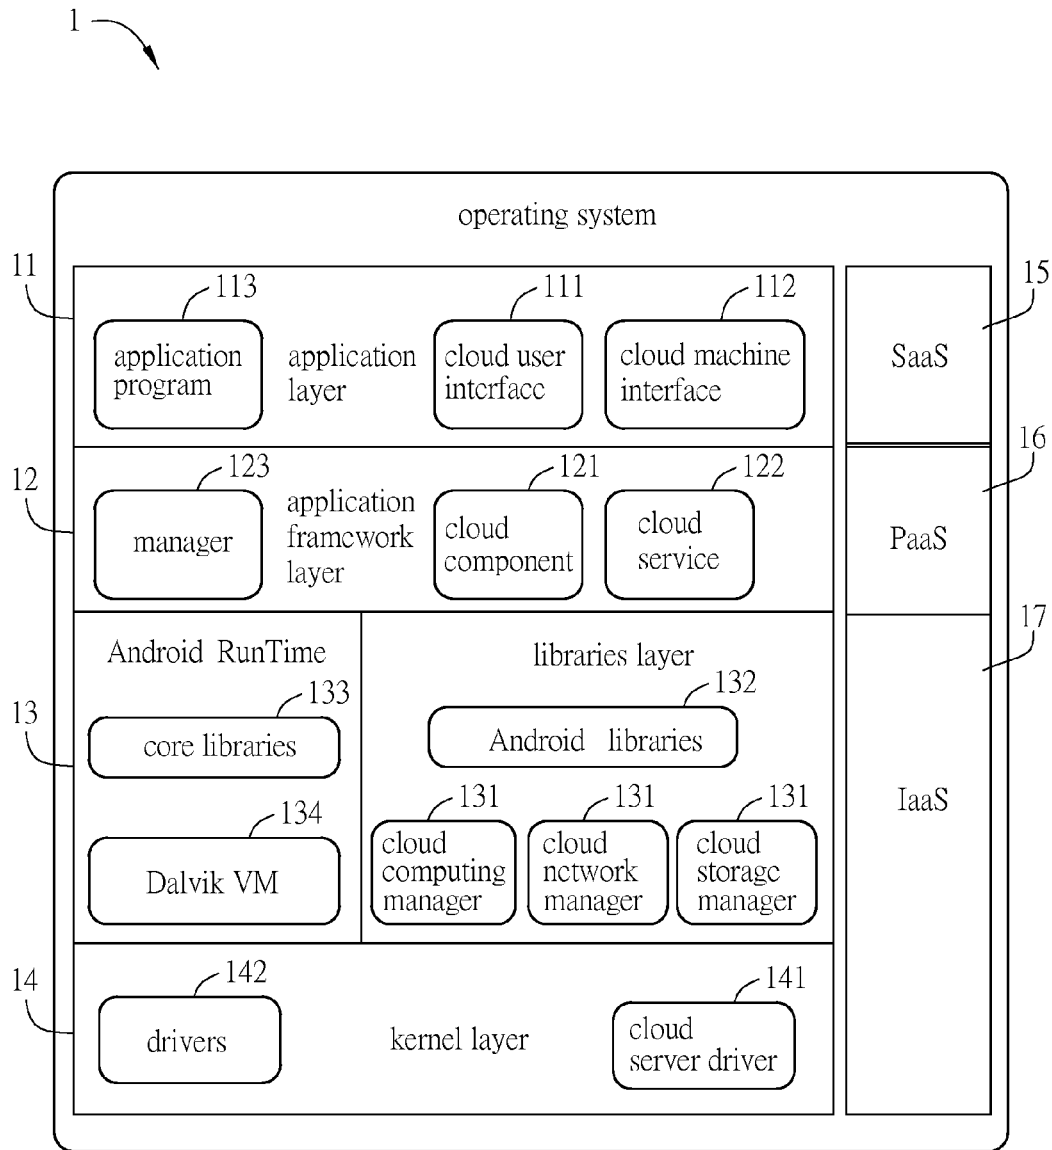 1
operating system
11
113
111
112
15
application
program
application
layer
cloud user
interface
cloud machine
interface
SaaS
16
12
123
121
122
manager
application
framework
layer
cloud
component
cloud
service
PaaS
17
Android RunTime
libraries layer
13
133
132
core libraries
Android libraries
IaaS
134
131
131
131
Dalvik VM
cloud
computing
manager
cloud
network
manager
cloud
storage
manager
14
142
141
drivers
kernel layer
cloud
server driver